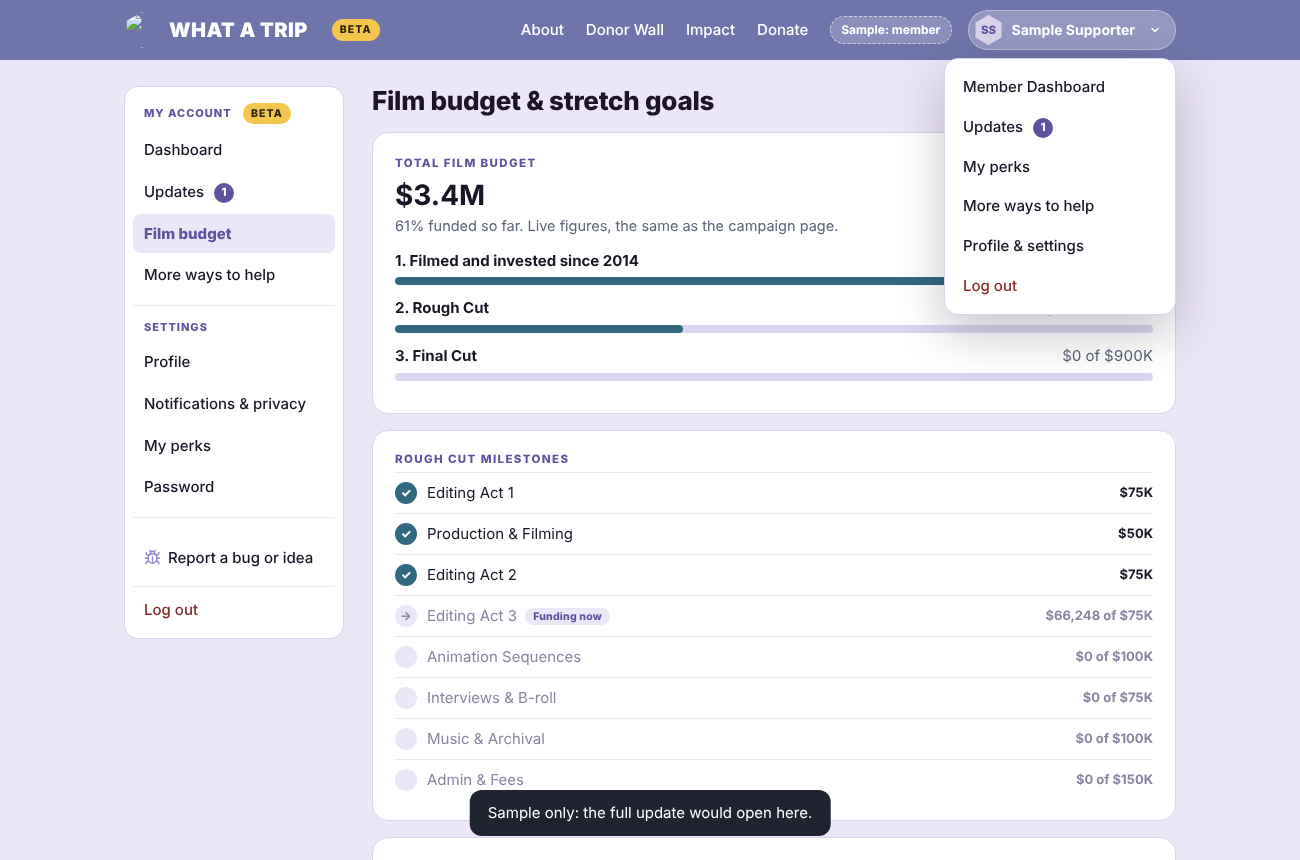 WHAT A TRIP BETA About Donor Wall Impact Donate Sample: member SS Sample Supporter
Member Dashboard
Updates 1
My perks
More ways to help
Profile & settings
Log out
MY ACCOUNT BETA
Dashboard
Updates 1
Film budget
More ways to help
SETTINGS
Profile
Notifications & privacy
My perks
Password
Report a bug or idea
Log out
Film budget & stretch goals
TOTAL FILM BUDGET
$3.4M
61% funded so far. Live figures, the same as the campaign page.
1. Filmed and invested since 2014
2. Rough Cut
3. Final Cut $0 of $900K
ROUGH CUT MILESTONES
Editing Act 1 $75K
Production & Filming $50K
Editing Act 2 $75K
Editing Act 3 Funding now $66,248 of $75K
Animation Sequences $0 of $100K
Interviews & B-roll $0 of $75K
Music & Archival $0 of $100K
Admin & Fees $0 of $150K
Sample only: the full update would open here.